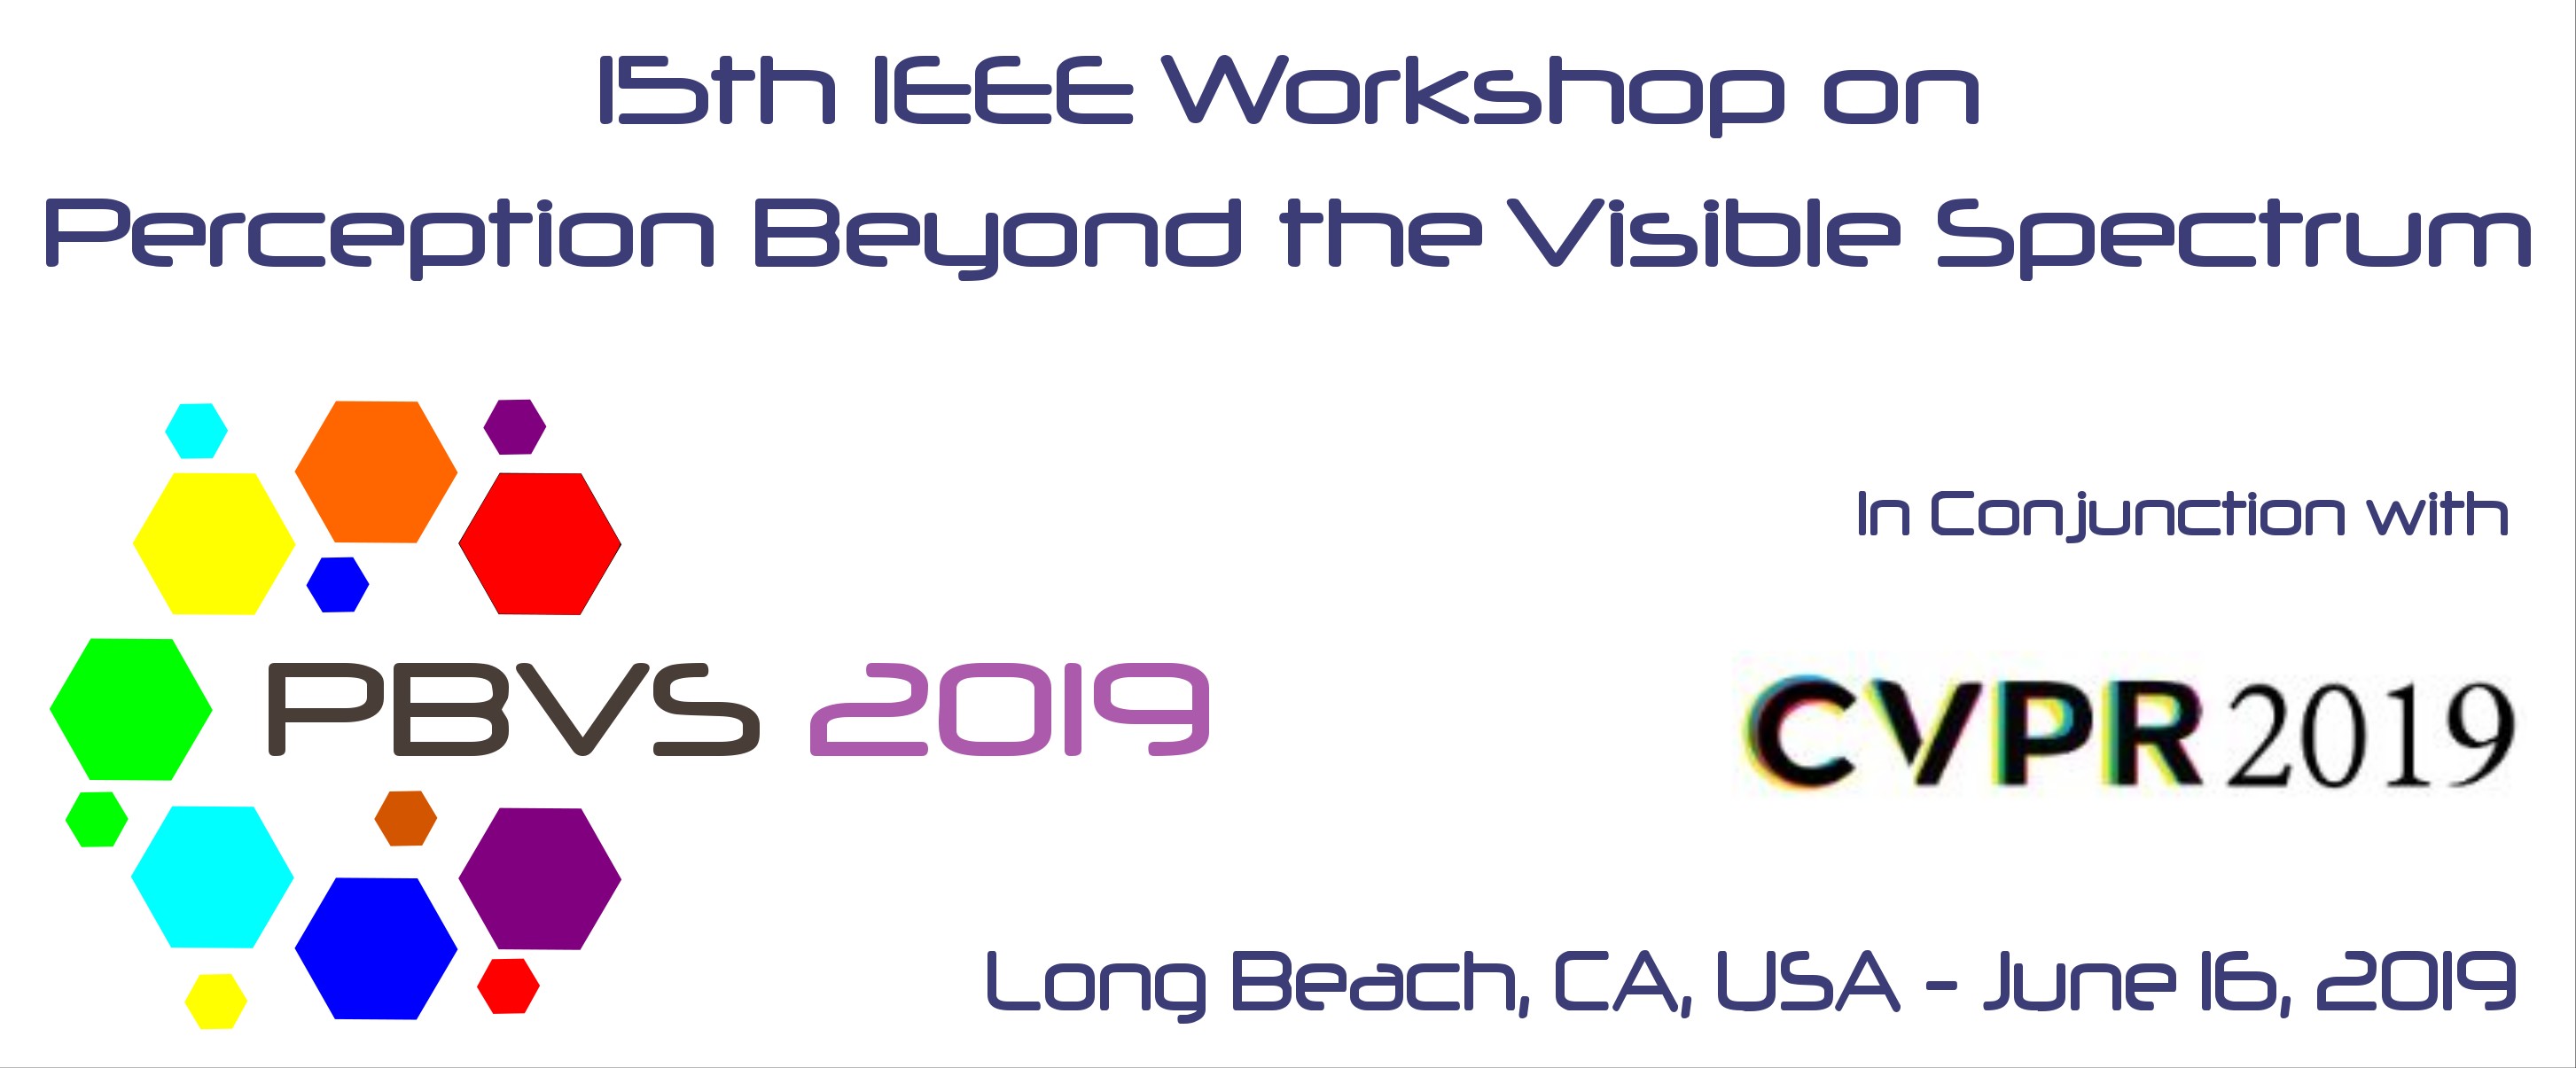 15th IEEE Workshop on
Perception Beyond the Visible Spectrum
In Conjunction with
PBVS 2019
CVPR 2019
Long Beach, CA, USA - June 16, 2019